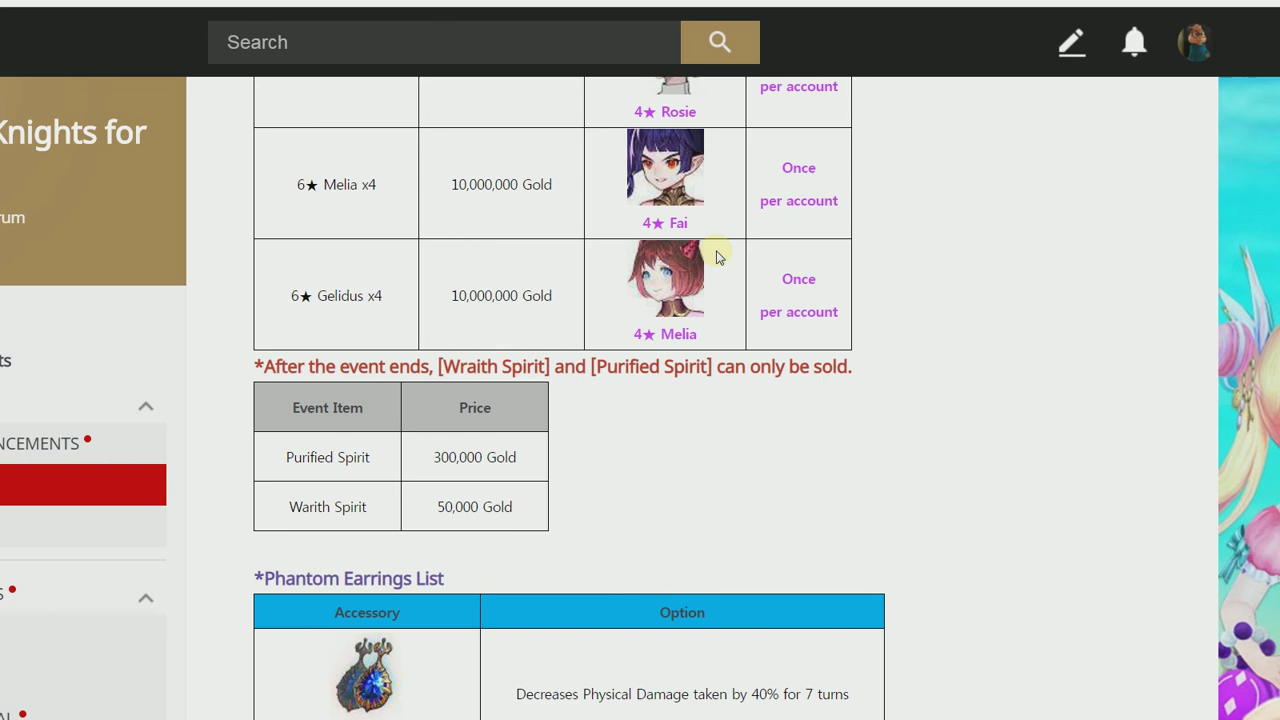 Search
Knights for
rum
ts
NCEMENTS
S
per account
4★ Rosie
6★ Melia x4
10,000,000 Gold
4★ Fai
Once
per account
6★ Gelidus x4
10,000,000 Gold
4★ Melia
Once
per account
*After the event ends, [Wraith Spirit] and [Purified Spirit] can only be sold.
Event Item
Price
Purified Spirit
300,000 Gold
Warith Spirit
50,000 Gold
*Phantom Earrings List
Accessory
Option
Decreases Physical Damage taken by 40% for 7 turns